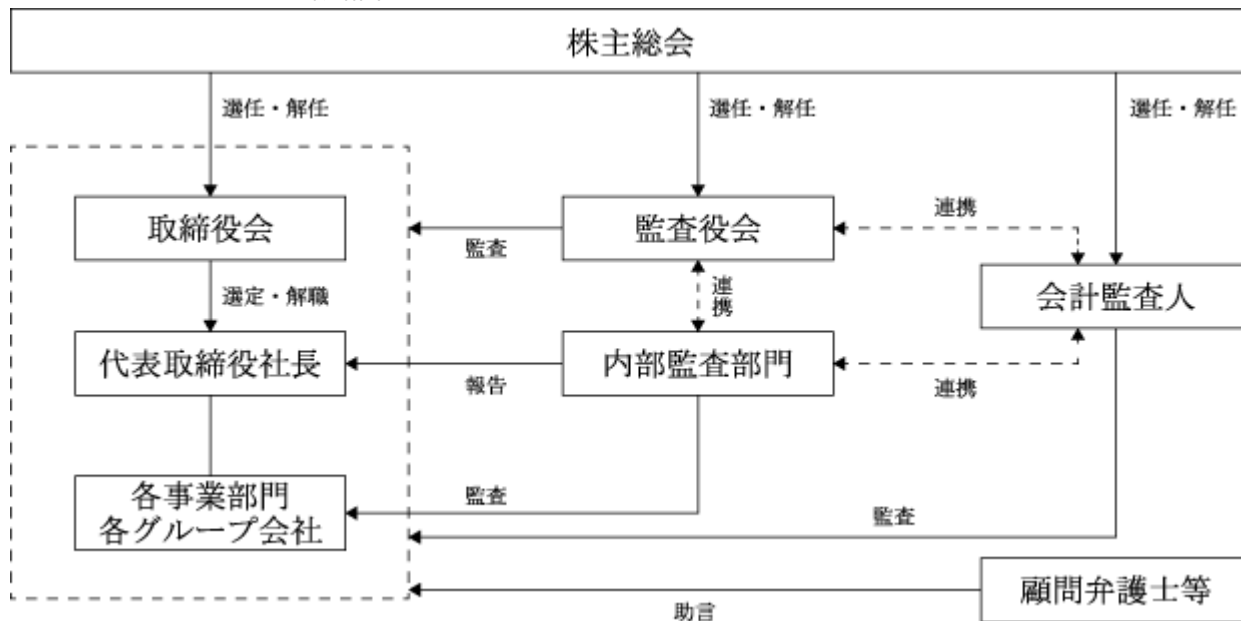 株主総会
選任・解任
選任・解任
選任・解任
取締役会
監査
監査役会
連携
選定・解職
連携
会計監査人
代表取締役社長
報告
内部監査部門
連携
各事業部門
各グループ会社
監査
監査
助言
顧問弁護士等